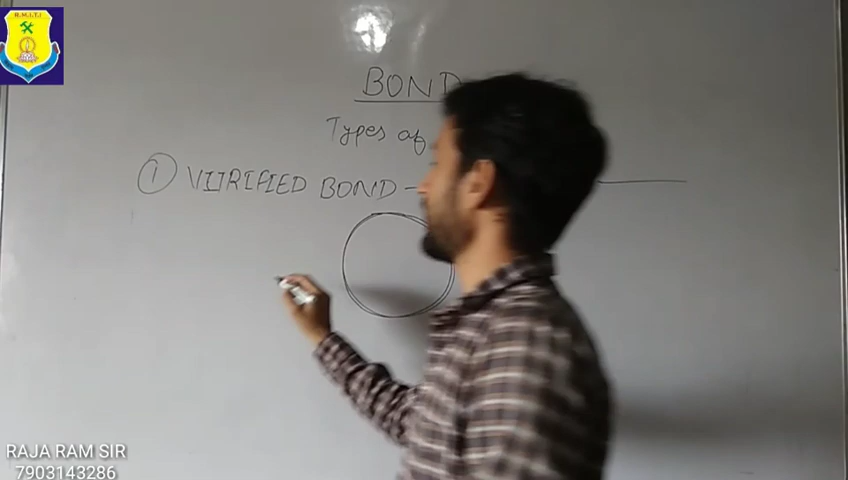 R.M.I.T.I
BOND
Types of
1 VITRIFIED BOND -
RAJA RAM SIR
7903143286